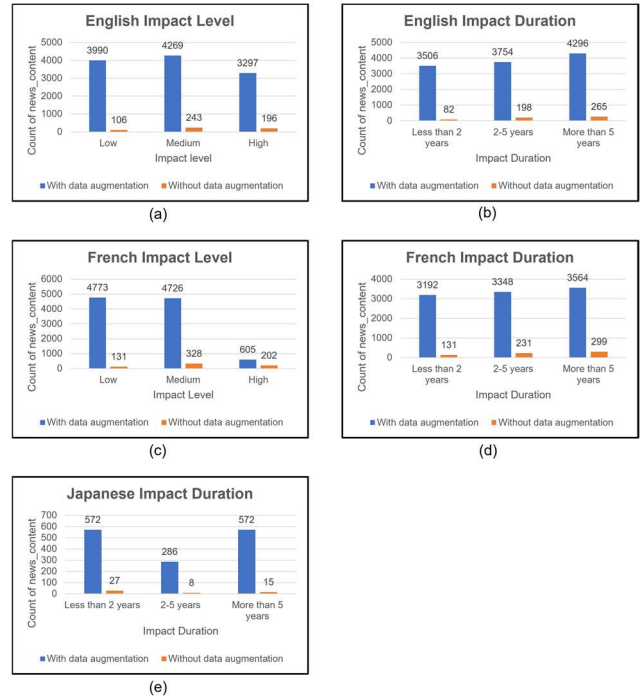 English Impact Level
Count of news_content
5000
4000
3000
2000
1000
0
3990
4269
3297
106
243
196
Low
Medium
High
Impact level
With data augmentation
Without data augmentation
(a)
English Impact Duration
Count of news_content
5000
4000
3000
2000
1000
0
3506
3754
4296
82
198
265
Less than 2 years
2-5 years
More than 5 years
Impact Duration
With data augmentation
Without data augmentation
(b)
French Impact Level
Count of news_content
6000
5000
4000
3000
2000
1000
0
4773
4726
605
131
328
202
Low
Medium
High
Impact Level
With data augmentation
Without data augmentation
(c)
French Impact Duration
Count of news_content
4000
3000
2000
1000
0
3192
3348
3564
131
231
299
Less than 2
years
2-5 years
More than 5
years
Impact Duration
With data augmentation
Without data augmentation
(d)
Japanese Impact Duration
Count of news_content
700
600
500
400
300
200
100
0
572
286
572
27
8
15
Less than 2 years
2-5 years
More than 5
years
Impact Duration
With data augmentation
Without data augmentation
(e)